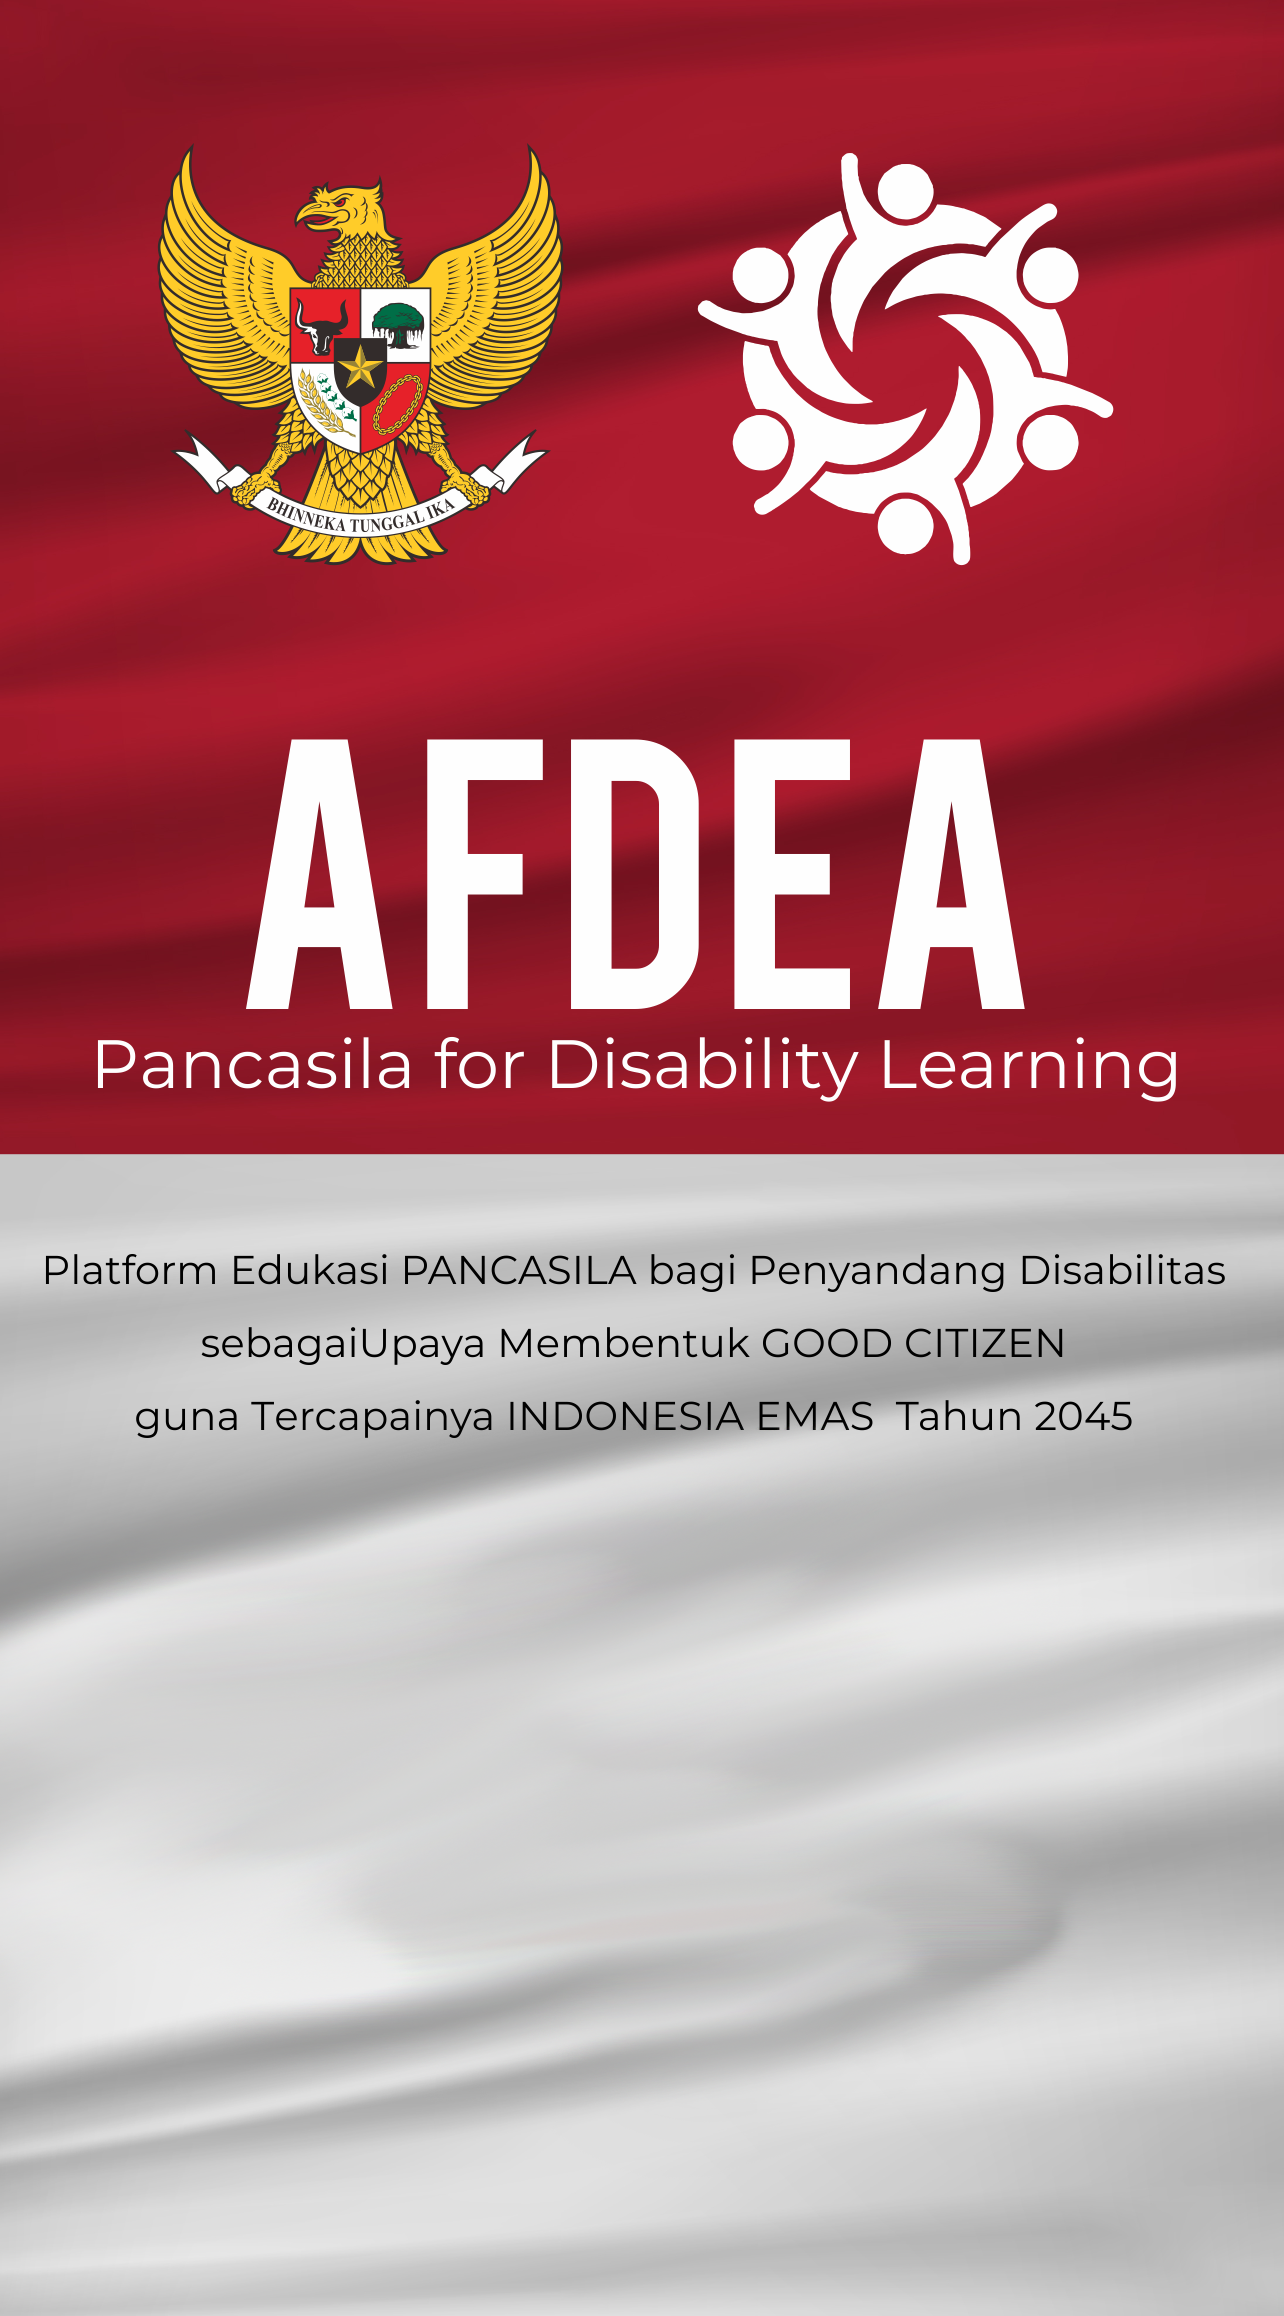 BHINNEKA TUNGGAL IKA
AFDEA
Pancasila for Disability Learning
Platform Edukasi PANCASILA bagi Penyandang Disabilitas
sebagaiUpaya Membentuk GOOD CITIZEN
guna Tercapainya INDONESIA EMAS  Tahun 2045